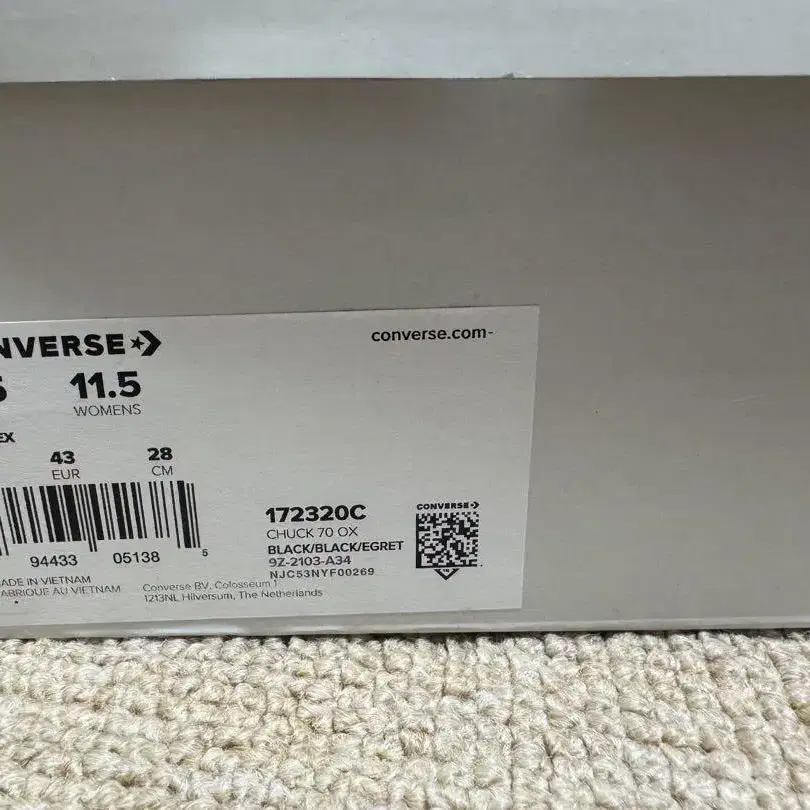 NVERSE
converse.com-
11.5
WOMENS
EX
43 28
EUR CM
94433 05138 5
172320C
CHUCK 70 OX
BLACK/BLACK/EGRET
9Z-2103-A34
NJC53NYF00269
CONVERSE
ADE IN VIETNAM
ABRIQUÉ AU VIETNAM
Converse BV, Colosseum 1
1213NL Hilversum, The Netherlands